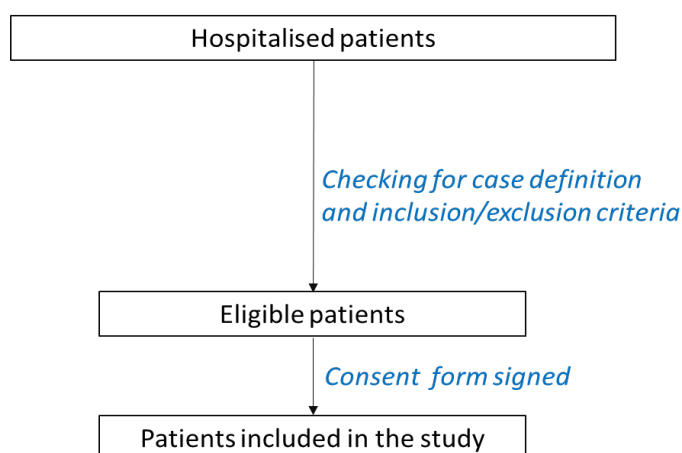 Hospitalised patients
Checking for case definition
and inclusion/exclusion criteria
Eligible patients
Consent form signed
Patients included in the study